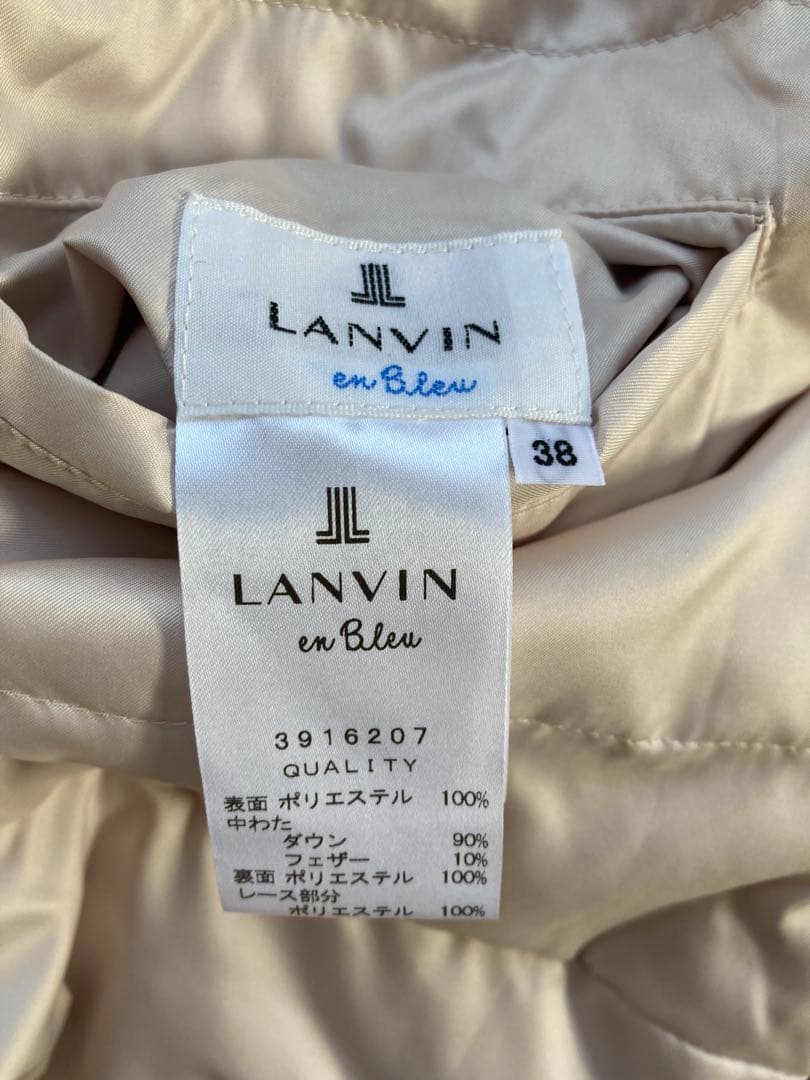 LANVIN
en Bleu
38
LANVIN
en Bleu
3916207
QUALITY
表面 ポリエステル 100%
中わた
ダウン 90%
フェザー 10%
裏面 ポリエステル 100%
レース部分
ポリエステル 100%